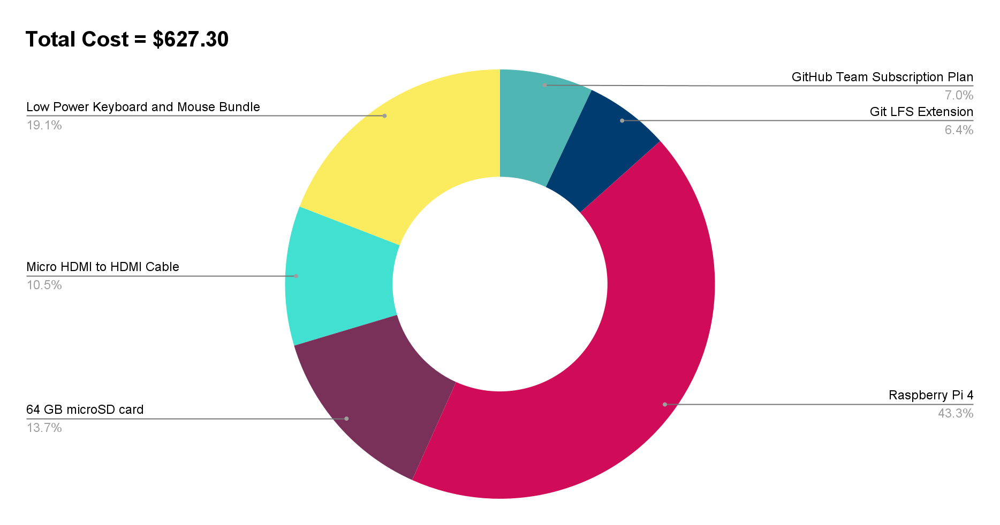 Total Cost = $627.30
GitHub Team Subscription Plan
7.0%
Git LFS Extension
6.4%
Raspberry Pi 4
43.3%
64 GB microSD card
13.7%
Micro HDMI to HDMI Cable
10.5%
Low Power Keyboard and Mouse Bundle
19.1%